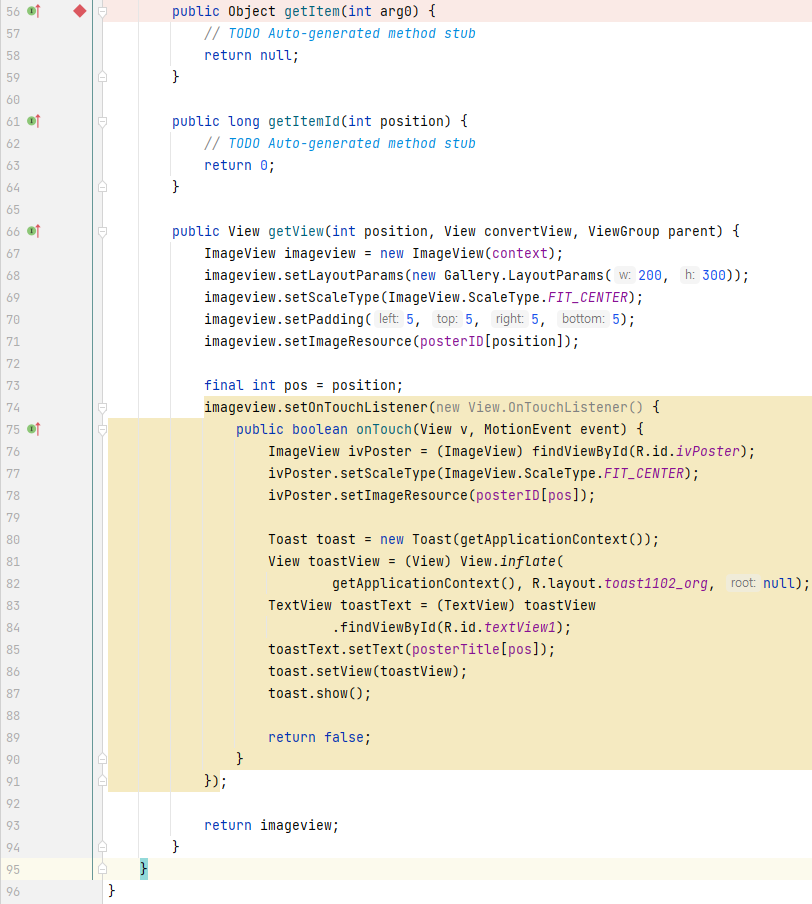 56 public Object getItem(int arg0) {
57 // TODO Auto-generated method stub
58 return null;
59 }
60
61 public long getItemId(int position) {
62 // TODO Auto-generated method stub
63 return 0;
64 }
65
66 public View getView(int position, View convertView, ViewGroup parent) {
67 ImageView imageview = new ImageView(context);
68 imageview.setLayoutParams(new Gallery.LayoutParams( w: 200, h: 300));
69 imageview.setScaleType(ImageView.ScaleType.FIT_CENTER);
70 imageview.setPadding( left: 5, top: 5, right: 5, bottom: 5);
71 imageview.setImageResource(posterID[position]);
72
73 final int pos = position;
74 imageview.setOnTouchListener(new View.OnTouchListener() {
75 public boolean onTouch(View v, MotionEvent event) {
76 ImageView ivPoster = (ImageView) findViewById(R.id.ivPoster);
77 ivPoster.setScaleType(ImageView.ScaleType.FIT_CENTER);
78 ivPoster.setImageResource(posterID[pos]);
79
80 Toast toast = new Toast(getApplicationContext());
81 View toastView = (View) View.inflate(
82 getApplicationContext(), R.layout.toast1102_org, root: null);
83 TextView toastText = (TextView) toastView
84 .findViewById(R.id.textView1);
85 toastText.setText(posterTitle[pos]);
86 toast.setView(toastView);
87 toast.show();
88
89 return false;
90 }
91 });
92
93 return imageview;
94 }
95 }
96 }